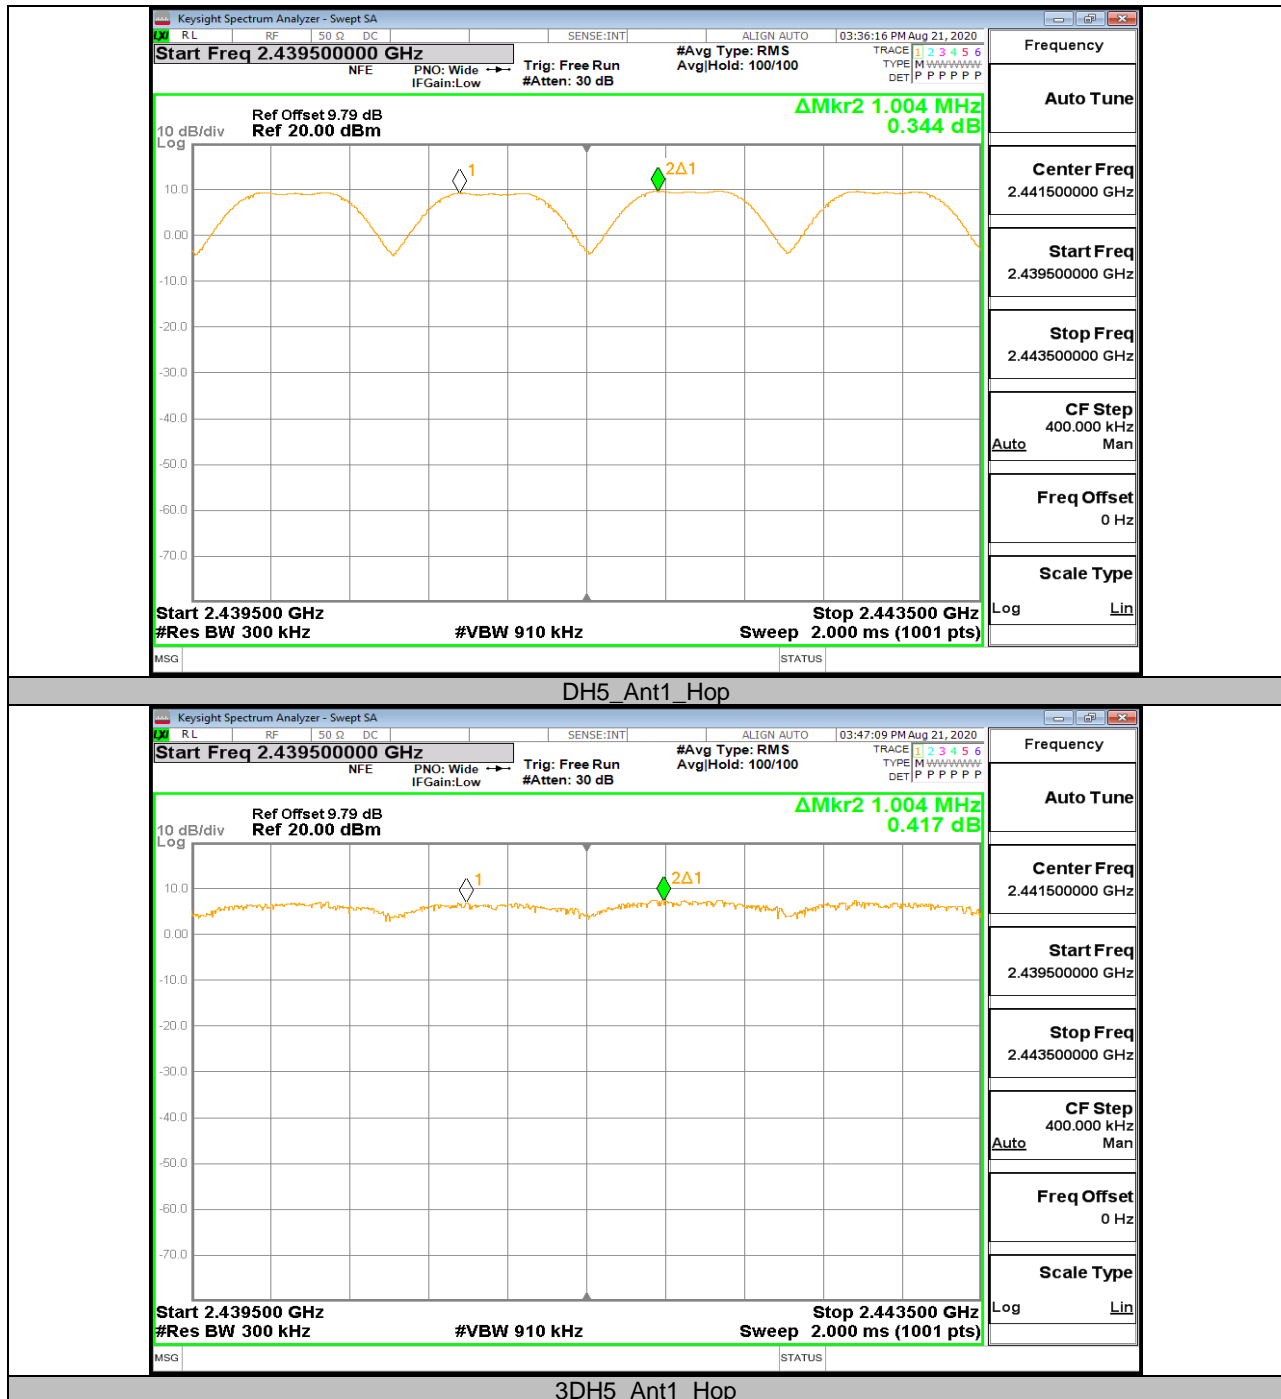 Keysight Spectrum Analyzer - Swept SA
LXI RL RF 50 Ω DC SENSE:INT ALIGN AUTO 03:36:16 PM Aug 21, 2020
Start Freq 2.439500000 GHz
NFE PNO: Wide IFGain:Low
Trig: Free Run
#Atten: 30 dB
#Avg Type: RMS
Avg|Hold: 100/100
TRACE 1 2 3 4 5 6
TYPE M WWWWW
DET P P P P P P
ΔMkr2 1.004 MHz
0.344 dB
Ref Offset 9.79 dB
10 dB/div Ref 20.00 dBm
Log
1
2Δ1
10.0
0.00
-10.0
-20.0
-30.0
-40.0
-50.0
-60.0
-70.0
Start 2.439500 GHz Stop 2.443500 GHz
#Res BW 300 kHz #VBW 910 kHz Sweep 2.000 ms (1001 pts)
MSG STATUS
Frequency
Auto Tune
Center Freq
2.441500000 GHz
Start Freq
2.439500000 GHz
Stop Freq
2.443500000 GHz
CF Step
400.000 kHz
Auto Man
Freq Offset
0 Hz
Scale Type
Log Lin
DH5_Ant1_Hop
Keysight Spectrum Analyzer - Swept SA
LXI RL RF 50 Ω DC SENSE:INT ALIGN AUTO 03:47:09 PM Aug 21, 2020
Start Freq 2.439500000 GHz
NFE PNO: Wide IFGain:Low
Trig: Free Run
#Atten: 30 dB
#Avg Type: RMS
Avg|Hold: 100/100
TRACE 1 2 3 4 5 6
TYPE M WWWWW
DET P P P P P P
ΔMkr2 1.004 MHz
0.417 dB
Ref Offset 9.79 dB
10 dB/div Ref 20.00 dBm
Log
1
2Δ1
10.0
0.00
-10.0
-20.0
-30.0
-40.0
-50.0
-60.0
-70.0
Start 2.439500 GHz Stop 2.443500 GHz
#Res BW 300 kHz #VBW 910 kHz Sweep 2.000 ms (1001 pts)
MSG STATUS
Frequency
Auto Tune
Center Freq
2.441500000 GHz
Start Freq
2.439500000 GHz
Stop Freq
2.443500000 GHz
CF Step
400.000 kHz
Auto Man
Freq Offset
0 Hz
Scale Type
Log Lin
3DH5_Ant1_Hop